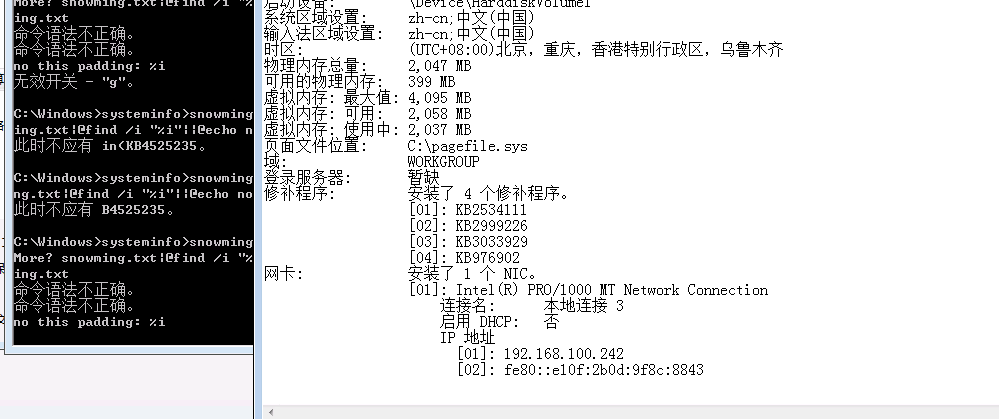 More? snowming.txt|@find /i "%
ing.txt
命令语法不正确。
命令语法不正确。
no this padding: %i
无效开关 - "g"。
C:\Windows>systeminfo>snowming
ing.txt|@find /i "%i"||@echo no
此时不应有 in(KB4525235。
C:\Windows>systeminfo>snowming
ng.txt|@find /i "%i"||@echo no
此时不应有 B4525235。
C:\Windows>systeminfo>snowming
More? snowming.txt|@find /i "%
ing.txt
命令语法不正确。
命令语法不正确。
no this padding: %i
启动设备: \Device\HarddiskVolume1
系统区域设置: zh-cn;中文(中国)
输入法区域设置: zh-cn;中文(中国)
时区: (UTC+08:00)北京，重庆，香港特别行政区，乌鲁木齐
物理内存总量: 2,047 MB
可用的物理内存: 399 MB
虚拟内存: 最大值: 4,095 MB
虚拟内存: 可用: 2,058 MB
虚拟内存: 使用中: 2,037 MB
页面文件位置: C:\pagefile.sys
域: WORKGROUP
登录服务器: 暂缺
修补程序: 安装了 4 个修补程序。
[01]: KB2534111
[02]: KB2999226
[03]: KB3033929
[04]: KB976902
网卡: 安装了 1 个 NIC。
[01]: Intel(R) PRO/1000 MT Network Connection
连接名: 本地连接 3
启用 DHCP: 否
IP 地址
[01]: 192.168.100.242
[02]: fe80::e10f:2b0d:9f8c:8843